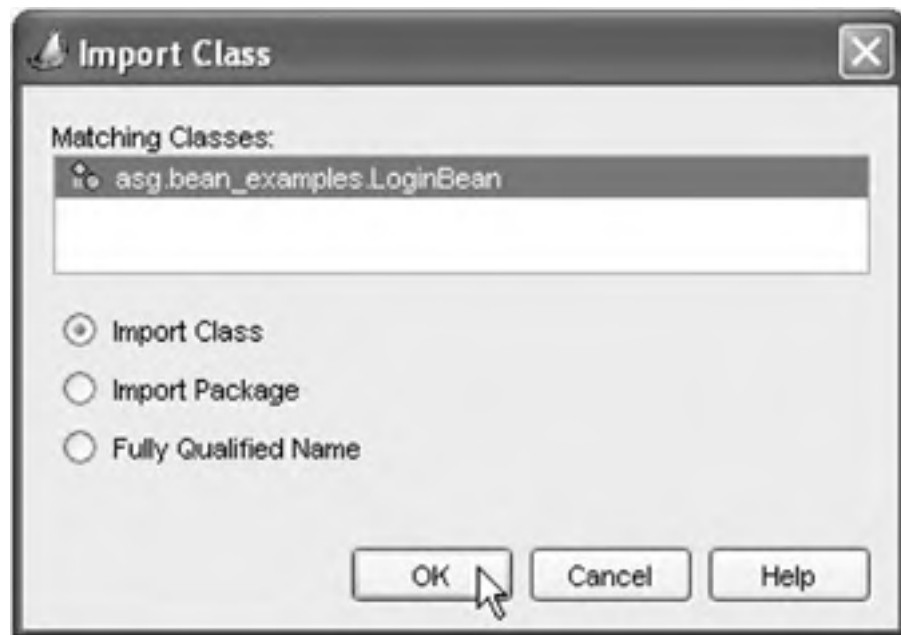 Import Class
Matching Classes:
asg.bean_examples.LoginBean
Import Class
Import Package
Fully Qualified Name
OK Cancel Help